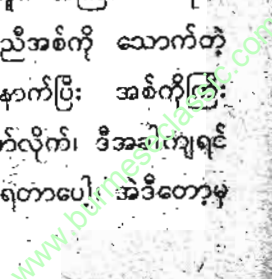 ညီအစ်ကို သောက်တဲ့
နောက်ပြီး အစ်ကိုကြီး
လိုက်၊ ဒီအခါကျရင်
ရတာပေါ့ အဲဒီတော့မှ
www.burmeseclassic.com